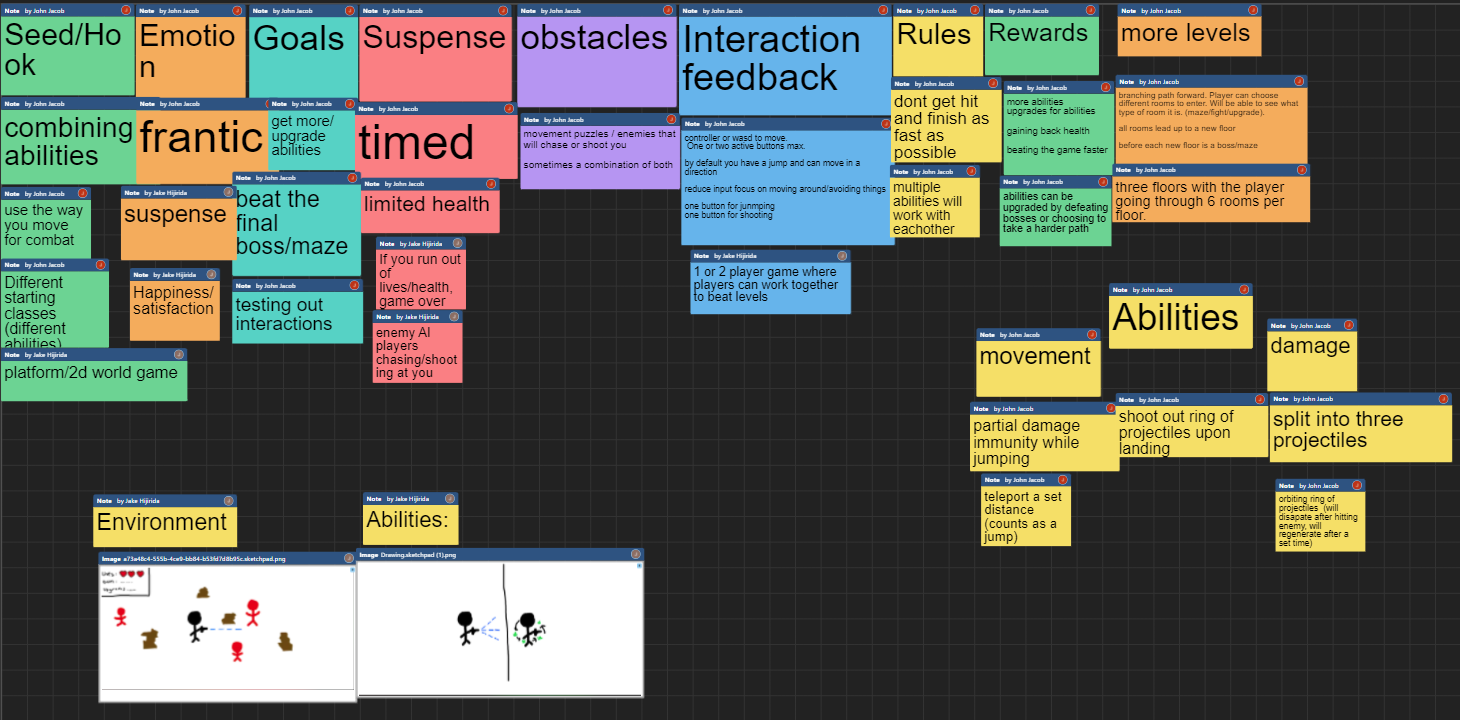 Note by John Jacob
Seed/Ho
ok
Note by John Jacob
combining
abilities
Note by John Jacob
use the way
you move
for combat
Note by John Jacob
Different
starting
classes
(different
abilities)
Note by Jake Hijirida
platform/2d world game
Note by John Jacob
Emotio
n
Note by John Jacob
frantic
Note by Jake Hijirida
suspense
Note by Jake Hijirida
Happiness/
satisfaction
Note by John Jacob
Goals
Note by John Jacob
get more/
upgrade
abilities
Note by John Jacob
beat the
final
boss/maze
Note by John Jacob
testing out
interactions
Note by John Jacob
Suspense
Note by John Jacob
timed
Note by John Jacob
limited health
Note by Jake Hijirida
If you run out
of
lives/health,
game over
Note by Jake Hijirida
enemy AI
players
chasing/shoot
ing at you
Note by John Jacob
obstacles
Note by John Jacob
movement puzzles / enemies that
will chase or shoot you
sometimes a combination of both
Note by John Jacob
Interaction
feedback
Note by John Jacob
controller or wasd to move.
One or two active buttons max.
by default you have a jump and can move in a
direction
reduce input focus on moving around/avoiding things
one button for junmping
one button for shooting
Note by Jake Hijirida
1 or 2 player game where
players can work together
to beat levels
Note by John Jacob
Rules
Note by John Jacob
dont get hit
and finish as
fast as
possible
Note by John Jacob
multiple
abilities will
work with
eachother
Note by John Jacob
Rewards
Note by John Jacob
more abilities
upgrades for abilities
gaining back health
beating the game faster
Note by John Jacob
abilities can be
upgraded by defeating
bosses or choosing to
take a harder path
Note by John Jacob
more levels
Note by John Jacob
branching path forward. Player can choose
different rooms to enter. Will be able to see what
type of room it is. (maze/fight/upgrade).
all rooms lead up to a new floor
before each new floor is a boss/maze
Note by John Jacob
three floors with the player
going through 6 rooms per
floor.
Note by John Jacob
Abilities
Note by John Jacob
movement
Note by John Jacob
damage
Note by John Jacob
partial damage
immunity while
jumping
Note by John Jacob
shoot out ring of
projectiles upon
landing
Note by John Jacob
split into three
projectiles
Note by John Jacob
teleport a set
distance
(counts as a
jump)
Note by John Jacob
orbiting ring of
projectiles (will
disapate after hitting
enemy, will
regenerate after a
set time)
Note by Jake Hijirida
Environment
Note by Jake Hijirida
Abilities:
Image a73a48c4-555b-4ce9-bb84-b53fd7d8b95c.sketchpad.png
Image Drawing.sketchpad (1).png